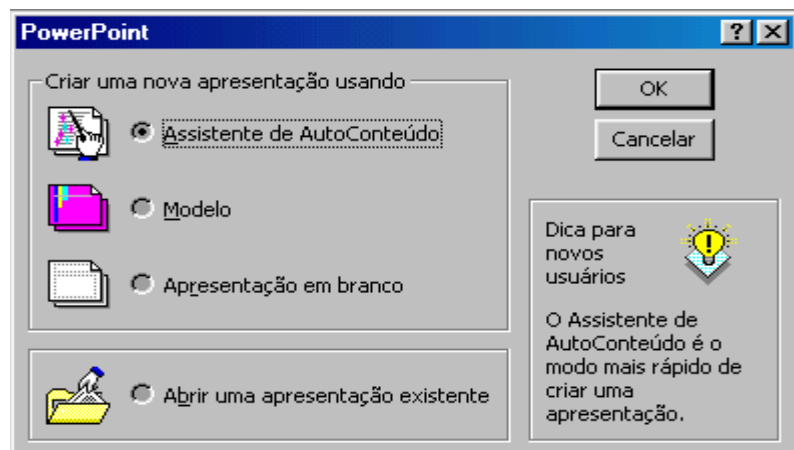 PowerPoint
Criar uma nova apresentação usando
Assistente de AutoConteúdo
Modelo
Apresentação em branco
Abrir uma apresentação existente
OK
Cancelar
Dica para
novos
usuários
O Assistente de
AutoConteúdo é o
modo mais rápido de
criar uma
apresentação.